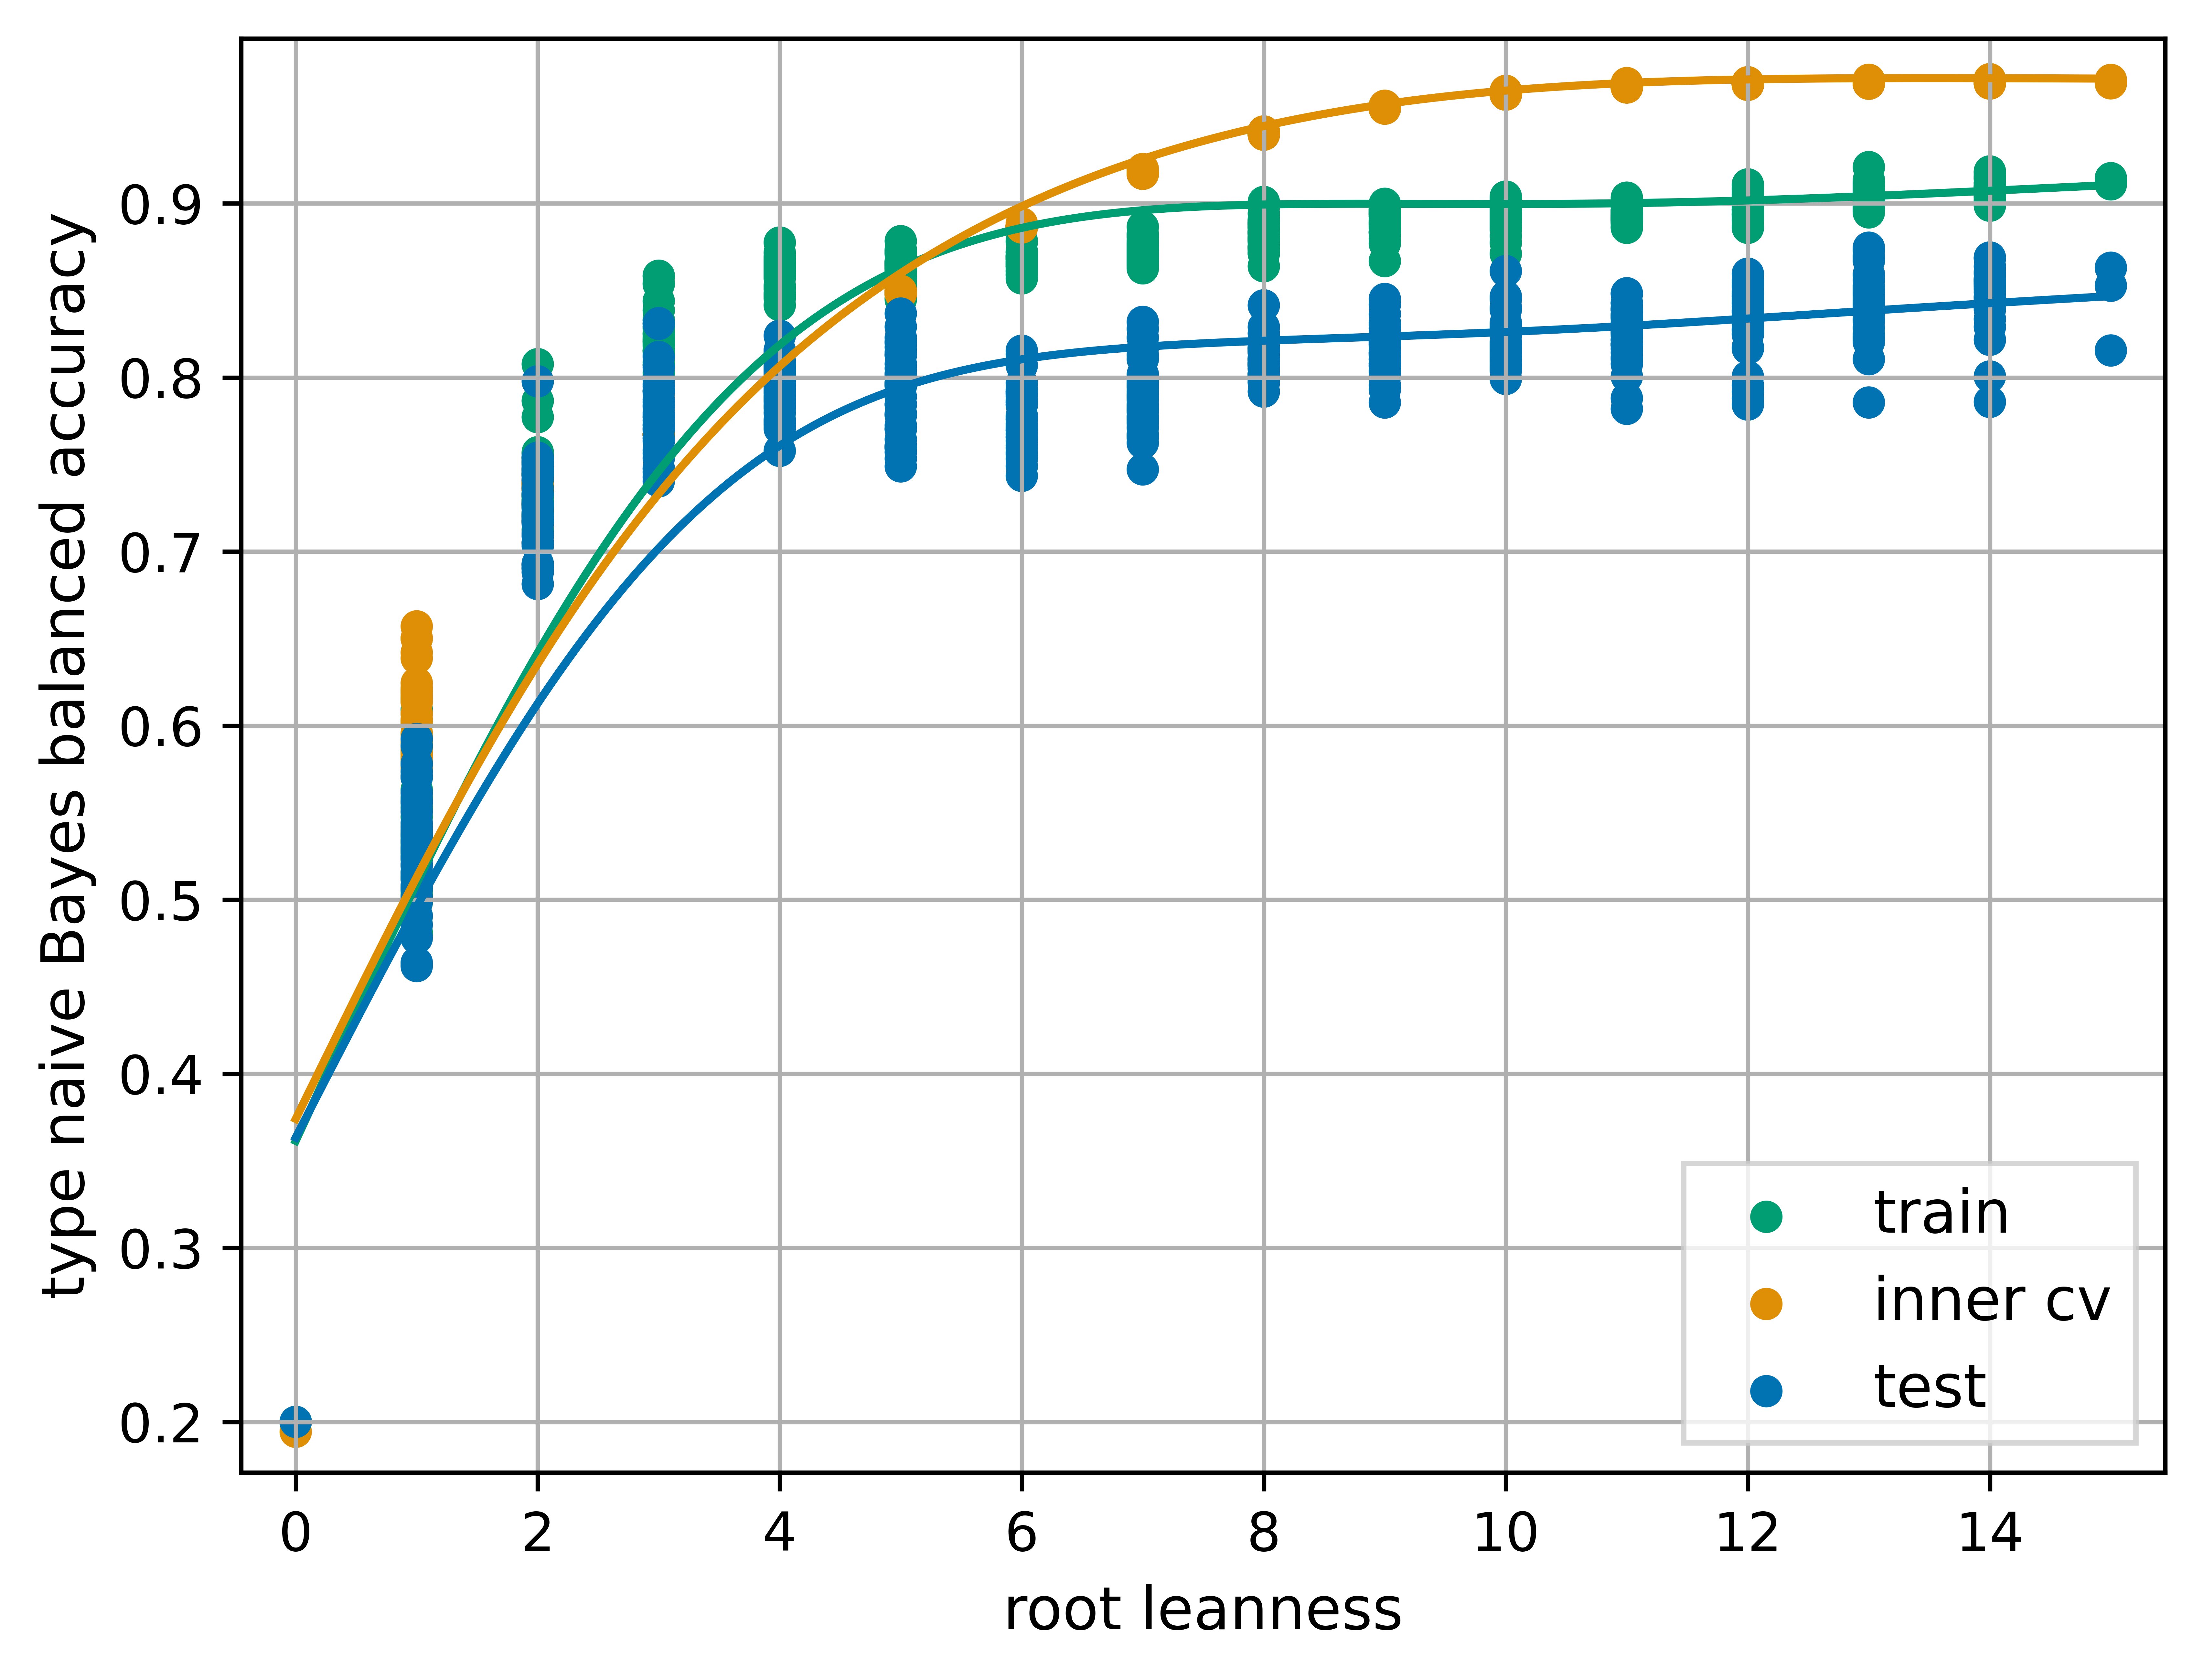 type naive Bayes balanced accuracy
0.9
0.8
0.7
0.6
0.5
0.4
0.3
0.2
0 2 4 6 8 10 12 14
root leanness
train
inner cv
test